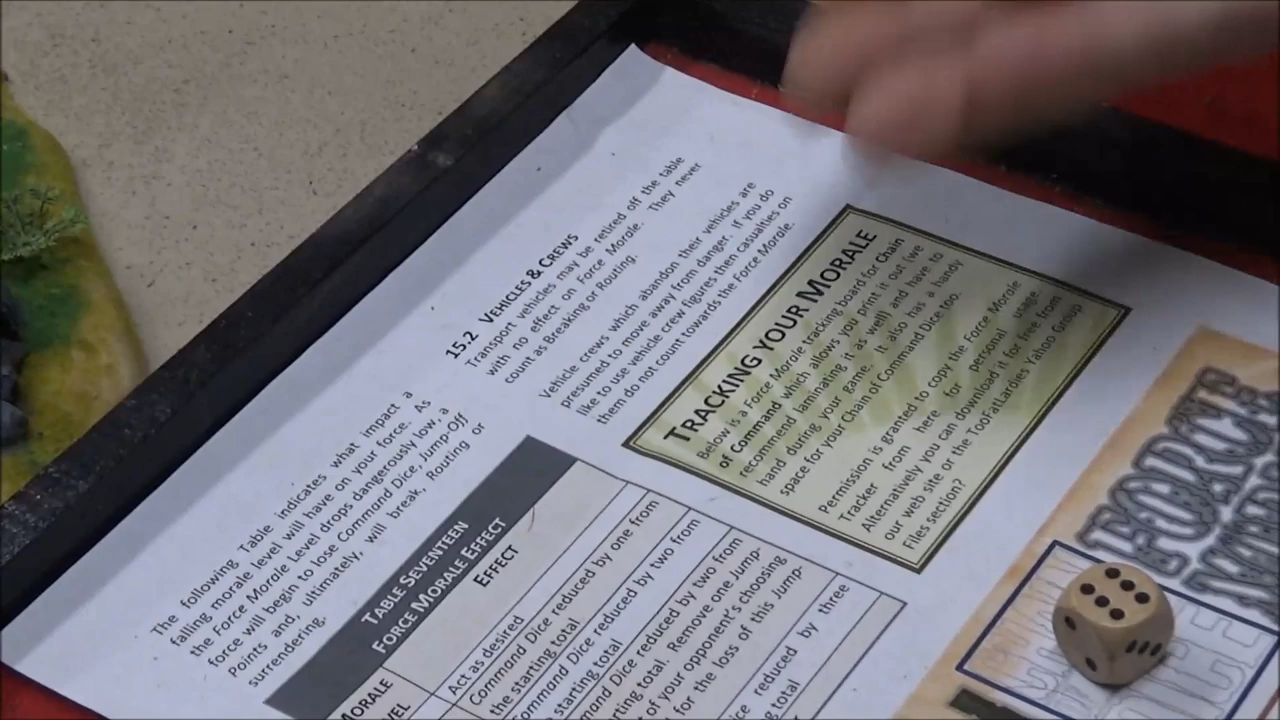 The following Table indicates what impact a
falling morale level will have on your force. As
the Force Morale Level drops dangerously low, a
force will begin to lose Command Dice, Jump-Off
Points and, ultimately, will break, Routing or
surrendering.
TABLE SEVENTEEN
FORCE MORALE EFFECT
MORALE
EFFECT
Act as desired
Command Dice reduced by one from
the starting total
Command Dice reduced by two from
starting total
Dice reduced by two from
total. Remove one Jump-
of your opponent's choosing
for the loss of this Jump-
reduced by three
total
15.2 VEHICLES & CREWS
Transport vehicles may be retired off the table
with no effect on Force Morale. They never
count as Breaking or Routing.
Vehicle crews which abandon their vehicles are
presumed to move away from danger. If you do
like to use vehicle crew figures then casualties on
them do not count towards the Force Morale.
TRACKING YOUR MORALE
Below is a Force Morale tracking board for Chain
of Command which allows you print it out (we
recommend laminating it as well) and have to
hand during your game. It also has a handy
space for your Chain of Command Dice too.
Permission is granted to copy the Force Morale
Tracker from here for personal usage.
Alternatively you can download it for free from
our web site or the TooFatLardies Yahoo Group
Files section?
FORCE